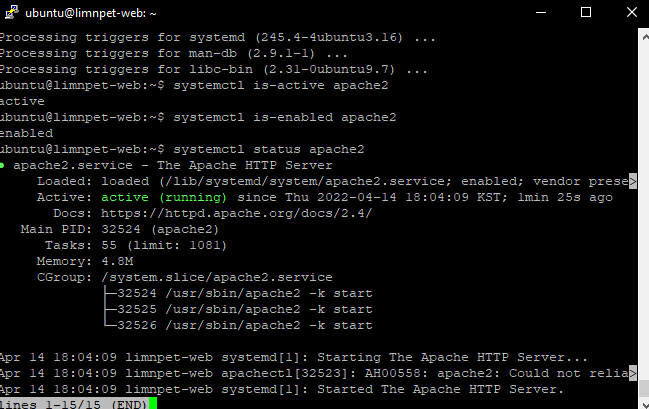 ubuntu@limnpet-web: ~
Processing triggers for systemd (245.4-4ubuntu3.16) ...
Processing triggers for man-db (2.9.1-1) ...
Processing triggers for libc-bin (2.31-0ubuntu9.7) ...
ubuntu@limnpet-web:~$ systemctl is-active apache2
active
ubuntu@limnpet-web:~$ systemctl is-enabled apache2
enabled
ubuntu@limnpet-web:~$ systemctl status apache2
● apache2.service - The Apache HTTP Server
     Loaded: loaded (/lib/systemd/system/apache2.service; enabled; vendor prese>
     Active: active (running) since Thu 2022-04-14 18:04:09 KST; 1min 25s ago
       Docs: https://httpd.apache.org/docs/2.4/
   Main PID: 32524 (apache2)
      Tasks: 55 (limit: 1081)
     Memory: 4.8M
     CGroup: /system.slice/apache2.service
             ├─32524 /usr/sbin/apache2 -k start
             ├─32525 /usr/sbin/apache2 -k start
             └─32526 /usr/sbin/apache2 -k start
Apr 14 18:04:09 limnpet-web systemd[1]: Starting The Apache HTTP Server...
Apr 14 18:04:09 limnpet-web apachectl[32523]: AH00558: apache2: Could not relia>
Apr 14 18:04:09 limnpet-web systemd[1]: Started The Apache HTTP Server.
lines 1-15/15 (END)